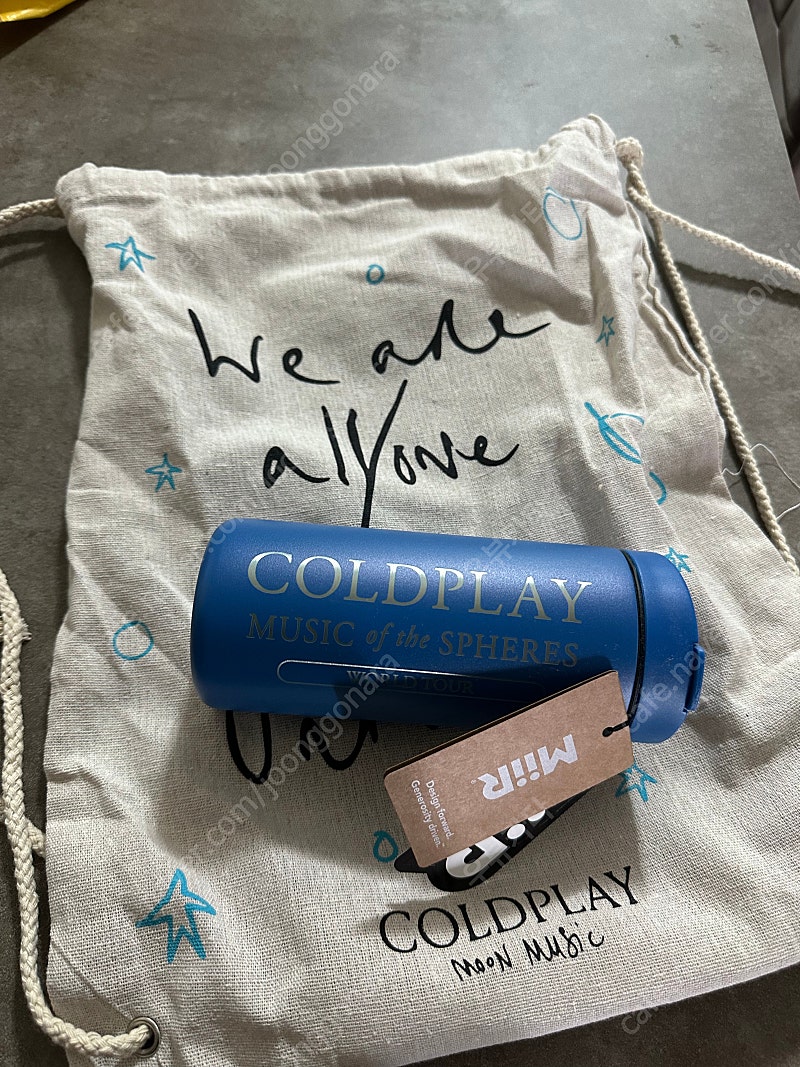 We are
all/one
COLDPLAY
MUSIC of the SPHERES
WORLD TOUR
MiiR
Design forward.
Generosity driven.
COLDPLAY
MOON MUSiC